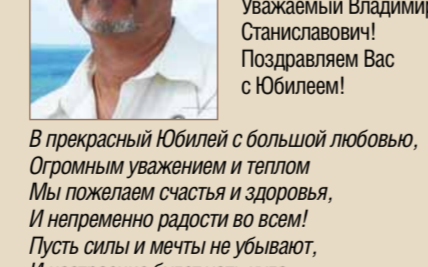 Уважаемый Владимир
Станиславович!
Поздравляем Вас
с Юбилеем!
В прекрасный Юбилей с большой любовью,
Огромным уважением и теплом
Мы пожелаем счастья и здоровья,
И непременно радости во всем!
Пусть силы и мечты не убывают,